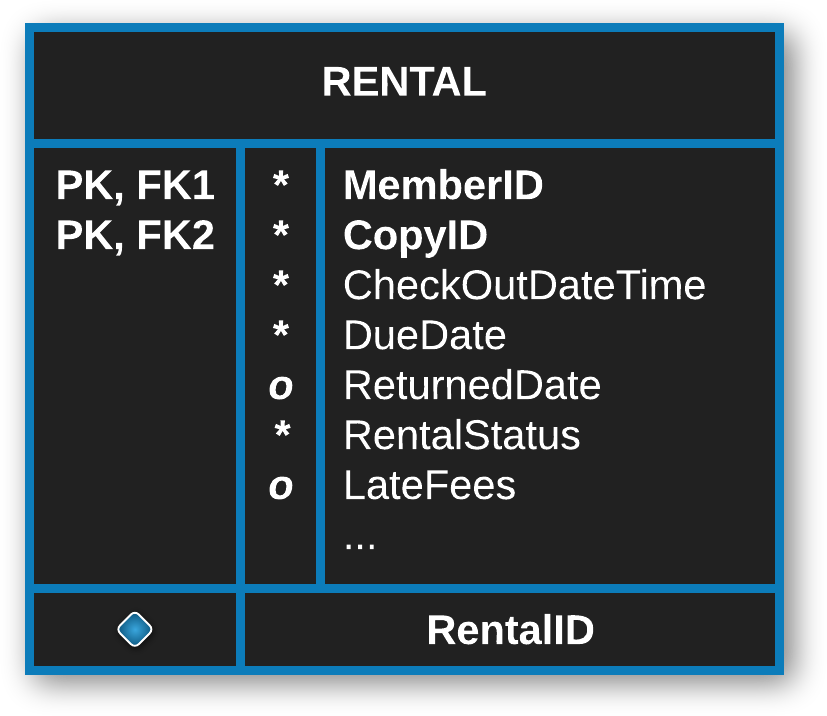 RENTAL
PK, FK1 * MemberID
PK, FK2 * CopyID
* CheckOutDateTime
* DueDate
o ReturnedDate
* RentalStatus
o LateFees
...
RentalID